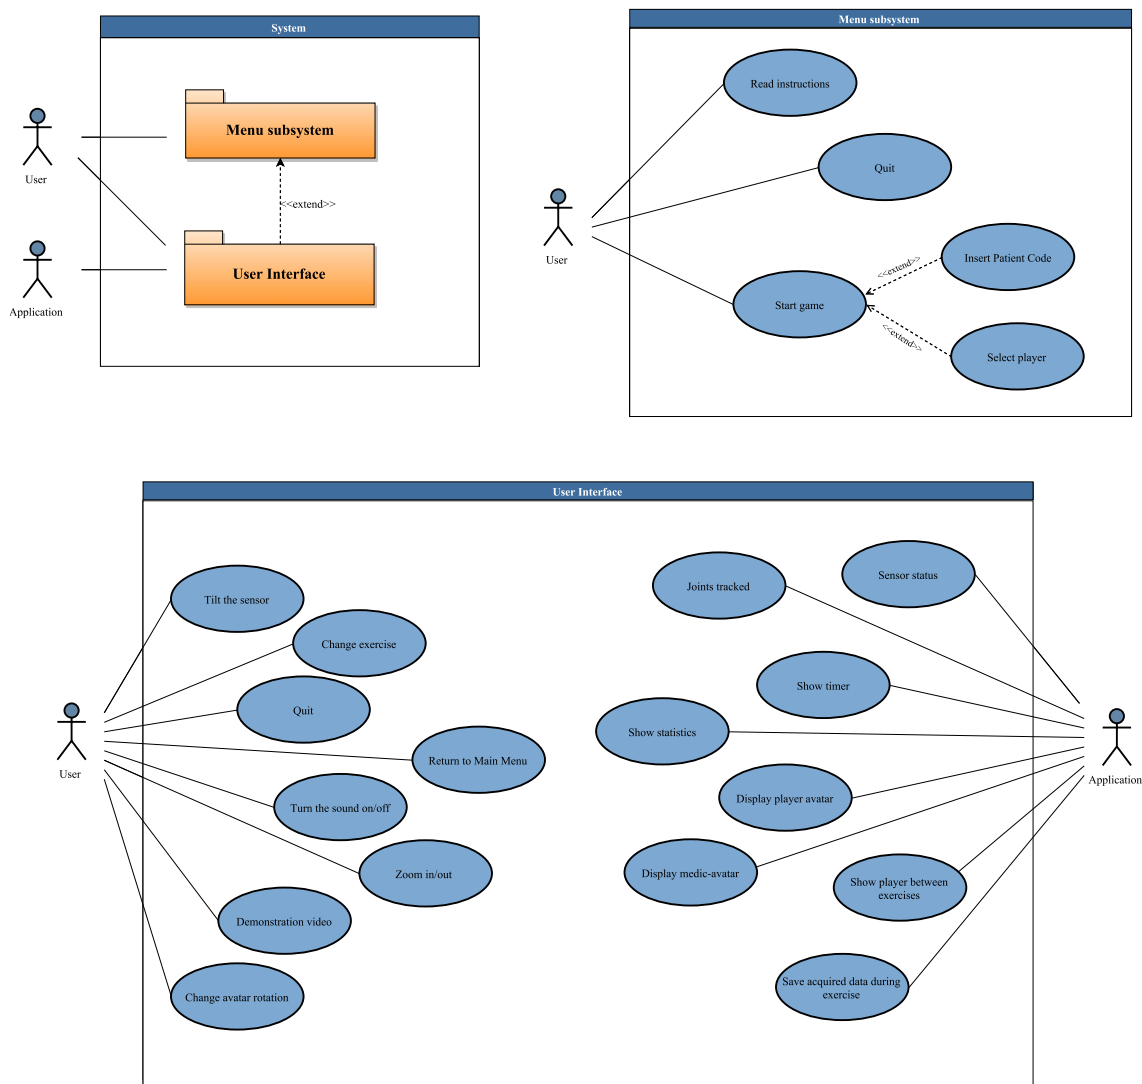 System
Menu subsystem
<<extend>>
User Interface
User
Application
Menu subsystem
Read instructions
Quit
User
Start game
<<extend>>
Insert Patient Code
<<extend>>
Select player
User Interface
Tilt the sensor
Change exercise
Quit
Return to Main Menu
Turn the sound on/off
Zoom in/out
Demonstration video
Change avatar rotation
User
Joints tracked
Sensor status
Show timer
Show statistics
Display player avatar
Display medic-avatar
Show player between
exercises
Save acquired data during
exercise
Application